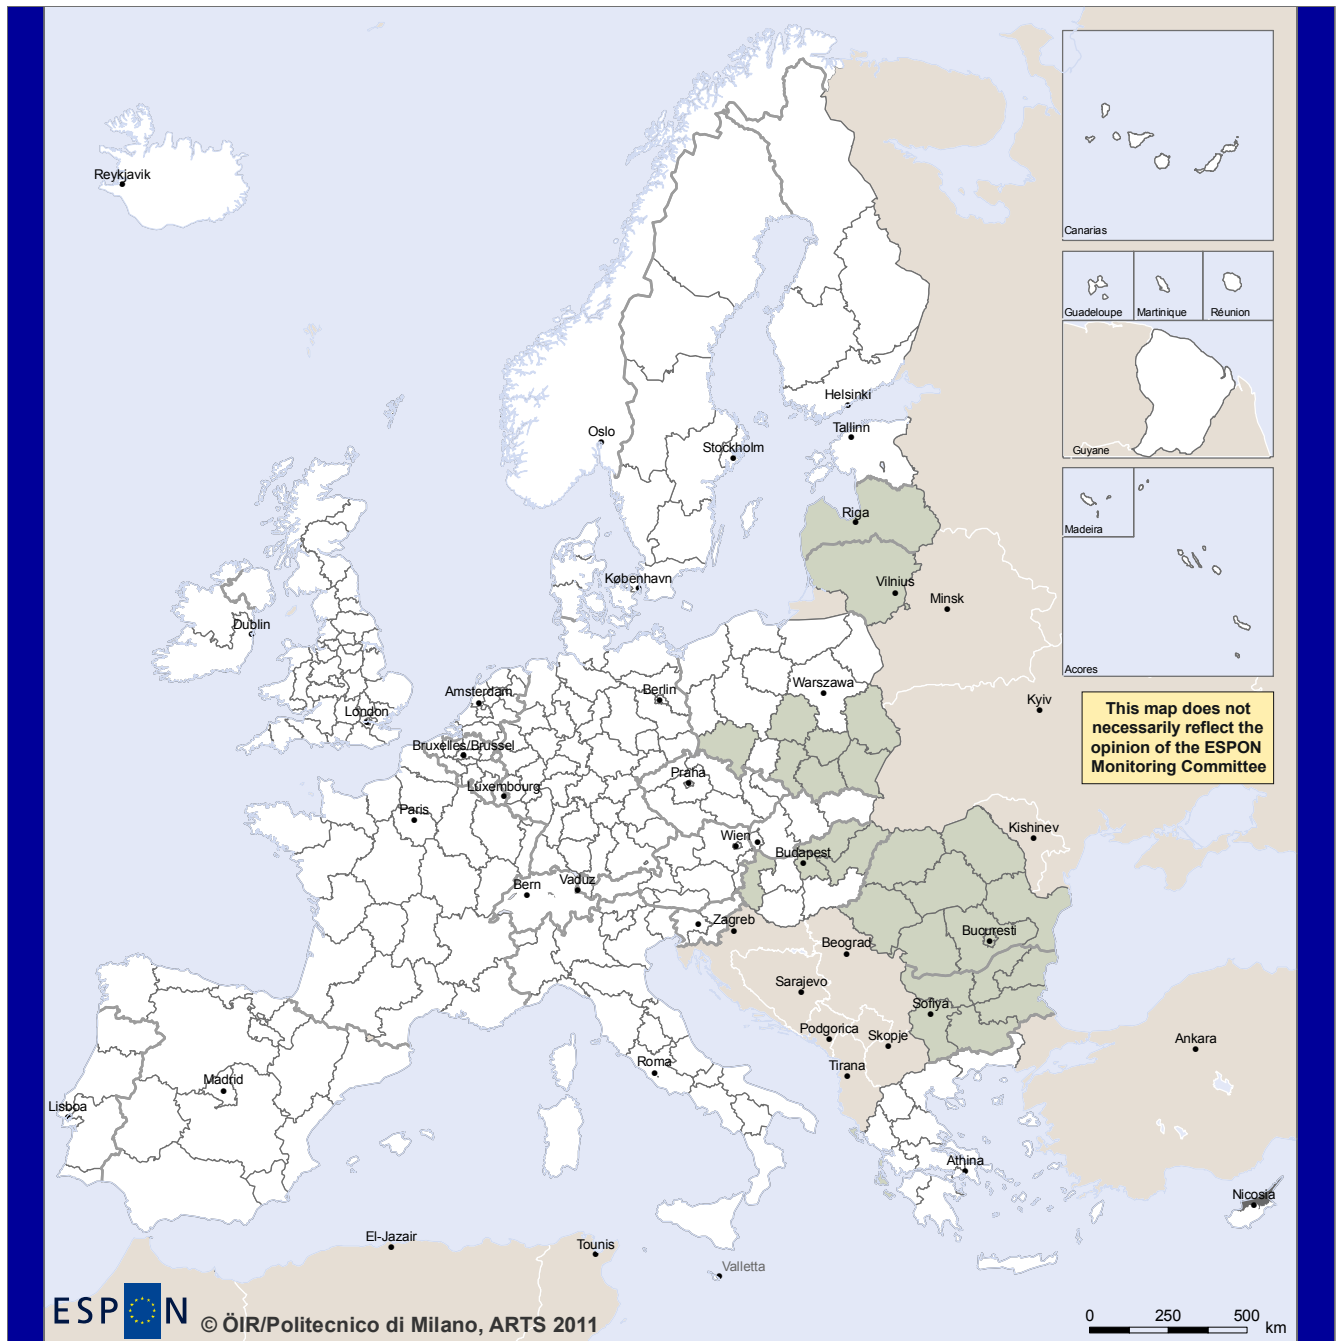 Reykjavik
Canarias
Guadeloupe
Martinique
Réunion
Guyane
Madeira
Acores
Helsinki
Tallinn
Oslo
Stockholm
Riga
København
Vilnius
Minsk
Dublin
Warszawa
Amsterdam
Berlin
London
Kyiv
This map does not
necessarily reflect the
opinion of the ESPON
Monitoring Committee
Bruxelles/Brussel
Praha
Luxembourg
Paris
Kishinev
Wien
Budapest
Vaduz
Bern
Zagreb
Bucuresti
Beograd
Sarajevo
Sofiya
Podgorica
Skopje
Ankara
Tirana
Roma
Madrid
Lisboa
Athina
Nicosia
El-Jazair
Tounis
Valletta
ESPON
© ÖIR/Politecnico di Milano, ARTS 2011
0 250 500
km